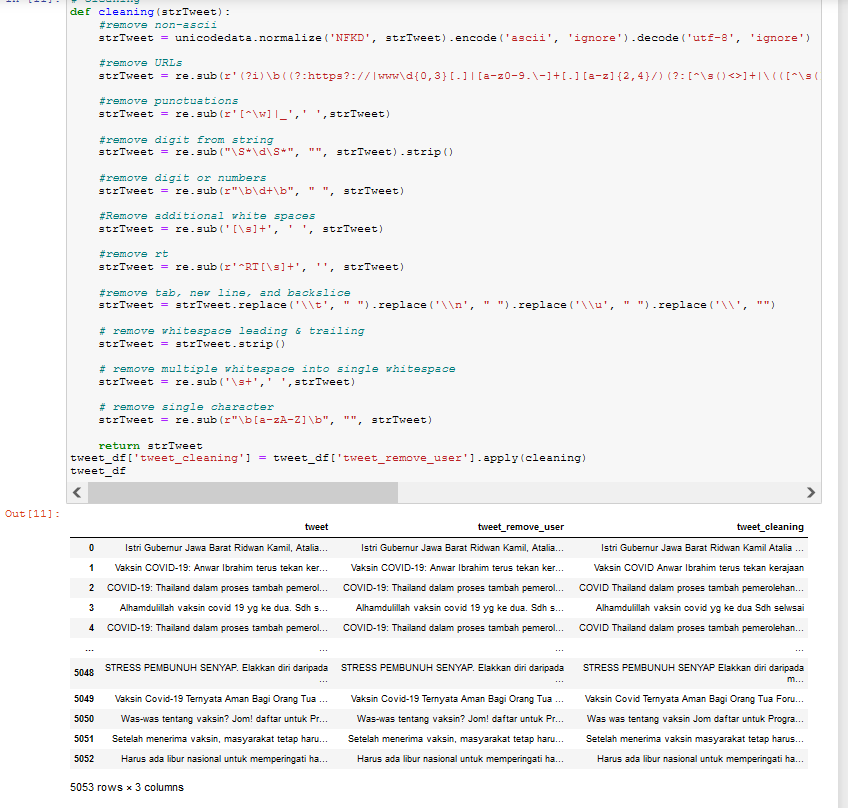 def cleaning(strTweet):
#remove non-ascii
strTweet = unicodedata.normalize('NFKD', strTweet).encode('ascii', 'ignore').decode('utf-8', 'ignore')
#remove URLs
strTweet = re.sub(r'(?i)\b((?:https?://|www\d{0,3}[.]|[a-z0-9.\-]+[.][a-z]{2,4}/)(?:[^\s()<>]+|\(([^\s(
#remove punctuations
strTweet = re.sub(r'[^\w]|_',' ',strTweet)
#remove digit from string
strTweet = re.sub("\S*\d\S*", "", strTweet).strip()
#remove digit or numbers
strTweet = re.sub(r"\b\d+\b", " ", strTweet)
#Remove additional white spaces
strTweet = re.sub('[\s]+', ' ', strTweet)
#remove rt
strTweet = re.sub(r'^RT[\s]+', '', strTweet)
#remove tab, new line, and backslice
strTweet = strTweet.replace('\\t', " ").replace('\\n', " ").replace('\\u', " ").replace('\\', "")
# remove whitespace leading & trailing
strTweet = strTweet.strip()
# remove multiple whitespace into single whitespace
strTweet = re.sub('\s+',' ',strTweet)
# remove single character
strTweet = re.sub(r"\b[a-zA-Z]\b", "", strTweet)
return strTweet
tweet_df['tweet_cleaning'] = tweet_df['tweet_remove_user'].apply(cleaning)
tweet_df
Out[11]:
tweet tweet_remove_user tweet_cleaning
0 Istri Gubernur Jawa Barat Ridwan Kamil, Atalia... Istri Gubernur Jawa Barat Ridwan Kamil, Atalia... Istri Gubernur Jawa Barat Ridwan Kamil Atalia ...
1 Vaksin COVID-19: Anwar Ibrahim terus tekan ker... Vaksin COVID-19: Anwar Ibrahim terus tekan ker... Vaksin COVID Anwar Ibrahim terus tekan kerajaan
2 COVID-19: Thailand dalam proses tambah pemerol... COVID-19: Thailand dalam proses tambah pemerol... COVID Thailand dalam proses tambah pemerolehan...
3 Alhamdulillah vaksin covid 19 yg ke dua. Sdh s... Alhamdulillah vaksin covid 19 yg ke dua. Sdh s... Alhamdulillah vaksin covid yg ke dua Sdh selwsai
4 COVID-19: Thailand dalam proses tambah pemerol... COVID-19: Thailand dalam proses tambah pemerol... COVID Thailand dalam proses tambah pemerolehan...
... ... ... ...
5048 STRESS PEMBUNUH SENYAP. Elakkan diri daripada ... STRESS PEMBUNUH SENYAP. Elakkan diri daripada ... STRESS PEMBUNUH SENYAP Elakkan diri daripada m...
5049 Vaksin Covid-19 Ternyata Aman Bagi Orang Tua ... Vaksin Covid-19 Ternyata Aman Bagi Orang Tua ... Vaksin Covid Ternyata Aman Bagi Orang Tua Foru...
5050 Was-was tentang vaksin? Jom! daftar untuk Pr... Was-was tentang vaksin? Jom! daftar untuk Pr... Was was tentang vaksin Jom daftar untuk Progra...
5051 Setelah menerima vaksin, masyarakat tetap haru... Setelah menerima vaksin, masyarakat tetap haru... Setelah menerima vaksin masyarakat tetap harus...
5052 Harus ada libur nasional untuk memperingati ha... Harus ada libur nasional untuk memperingati ha... Harus ada libur nasional untuk memperingati ha...
5053 rows × 3 columns